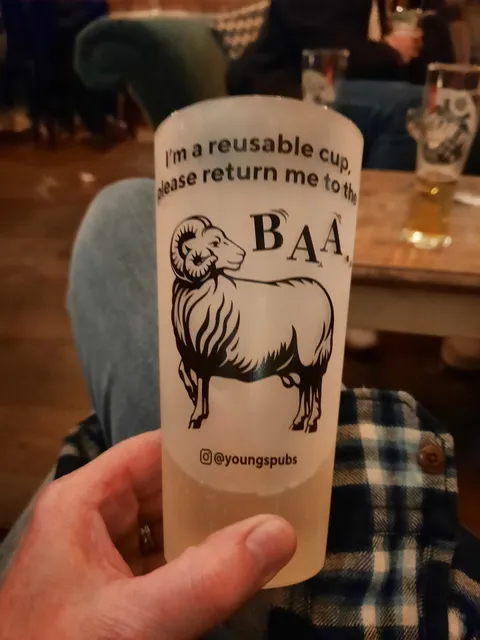 I'm a reusable cup,
please return me to the
BAA...
@youngspubs